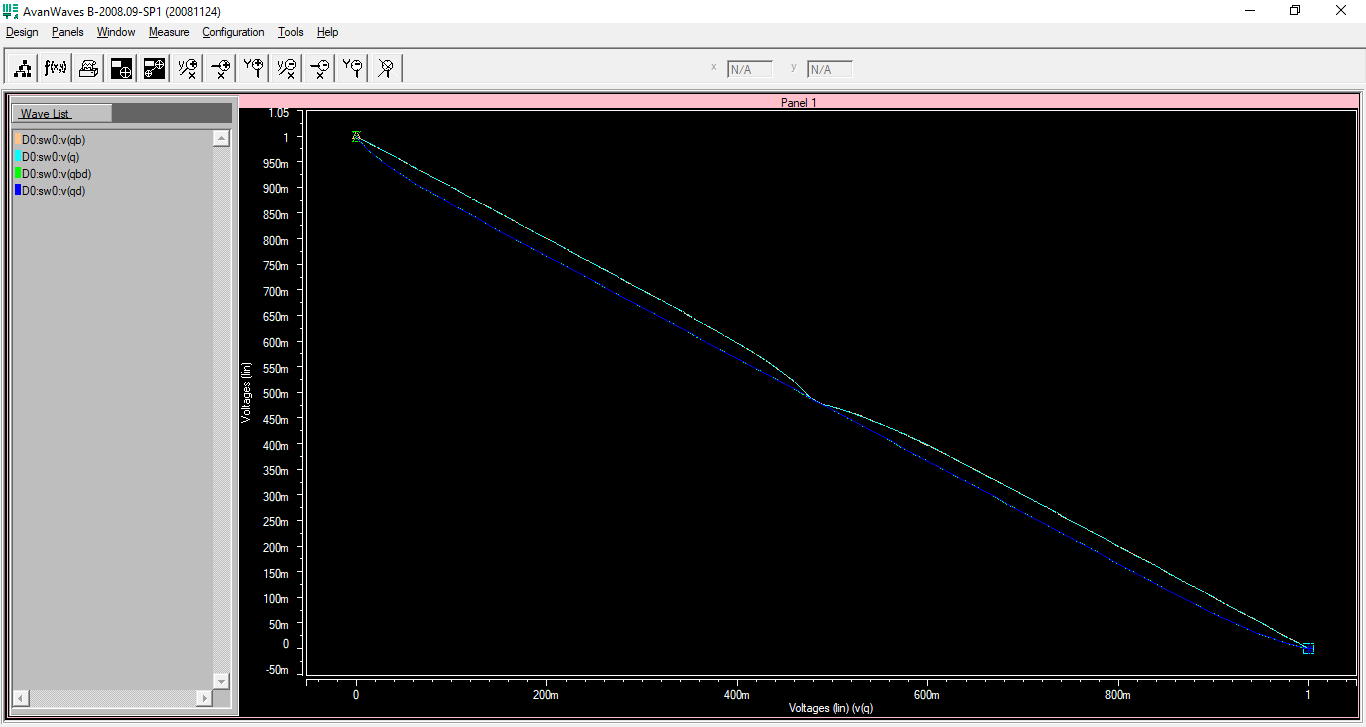 AvanWaves B-2008.09-SP1 (20081124)
Design Panels Window Measure Configuration Tools Help
f(x) x N/A y N/A
Wave List
D0:sw0:v(qb)
D0:sw0:v(q)
D0:sw0:v(qbd)
D0:sw0:v(qd)
Panel 1
1.05
1
950m
900m
850m
800m
750m
700m
650m
600m
550m
500m
450m
400m
350m
300m
250m
200m
150m
100m
50m
0
-50m
Voltages (lin)
0 200m 400m 600m 800m 1
Voltages (lin) (v(q)